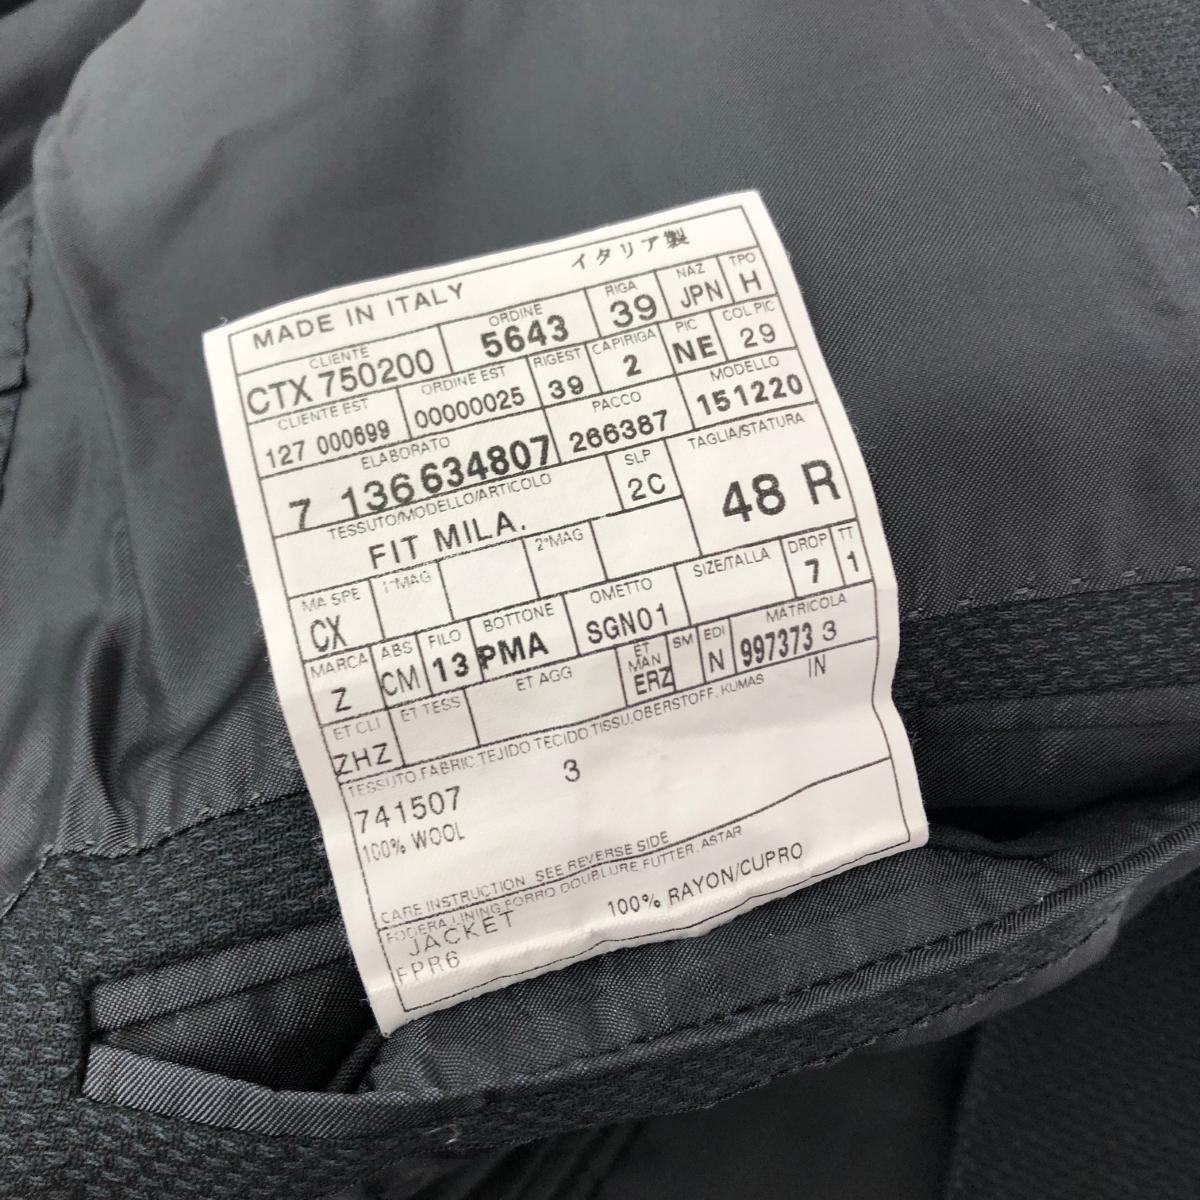 MADE IN ITALY イタリア製
CLIENTE ORDINE RIGA NAZ TPO
CTX 750200 5643 39 JPN H
CLIENTE EST ORDINE EST RIGEST CAPIRIGA PIC COL PIC
127 000699 00000025 39 2 NE 29
ELABORATO PACCO MODELLO
7 136 634807 266387 151220
TESSUTO/MODELLO/ARTICOLO SLP TAGLIA/STATURA
FIT MILA. 2C 48 R
MA SPE 1°MAG 2°MAG SIZE/TALLA DROP TT
CX 7 1
MARCA ABS FILO BOTTONE OMETTO MATRICOLA
Z CM 13 PMA SGN01 ERZ N 997373 3
ET CLI ET TESS ET AGG ET MAN SM EDI
ZHZ IN
TESSUTO.FABRIC.TEJIDO TECIDO.TISSU.OBERSTOFF. KUMAS
741507 3
100% WOOL
CARE INSTRUCTION SEE REVERSE SIDE
FODERA.LINING.FORRO DOUBLURE.FUTTER.ASTAR
JACKET 100% RAYON/CUPRO
FPR6